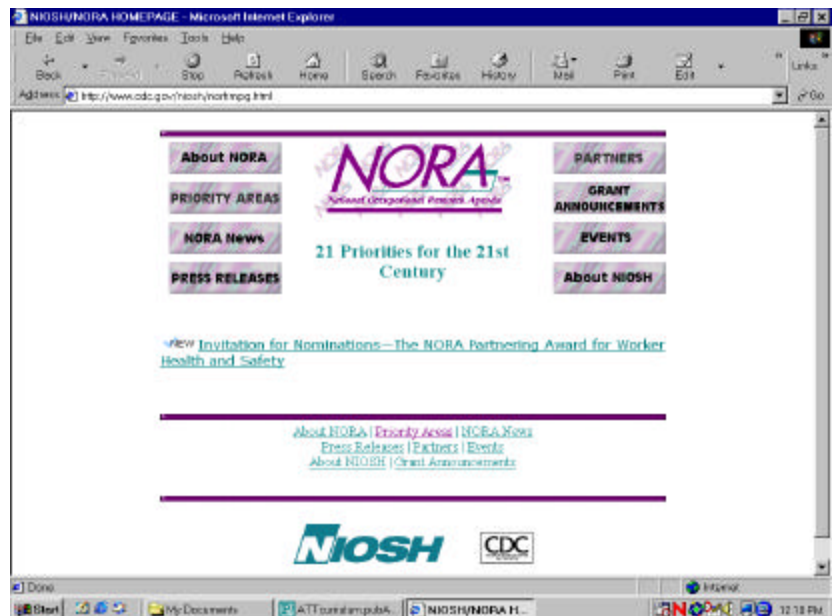 NIOSH/NORA HOMEPAGE - Microsoft Internet Explorer
File Edit View Favorites Tools Help
Back Forward Stop Refresh Home Search Favorites History Mail Print Edit Links
Address http://www.cdc.gov/niosh/norhmpg.html Go
About NORA
PRIORITY AREAS
NORA News
PRESS RELEASES
NORA TM
National Occupational Research Agenda
21 Priorities for the 21st
Century
PARTNERS
GRANT
ANNOUNCEMENTS
EVENTS
About NIOSH
new Invitation for Nominations—The NORA Partnering Award for Worker
Health and Safety
About NORA | Priority Areas | NORA News
Press Releases | Partners | Events
About NIOSH | Grant Announcements
NIOSH CDC
Done Internet
Start My Documents NIOSH/NORA H... 12:18 PM